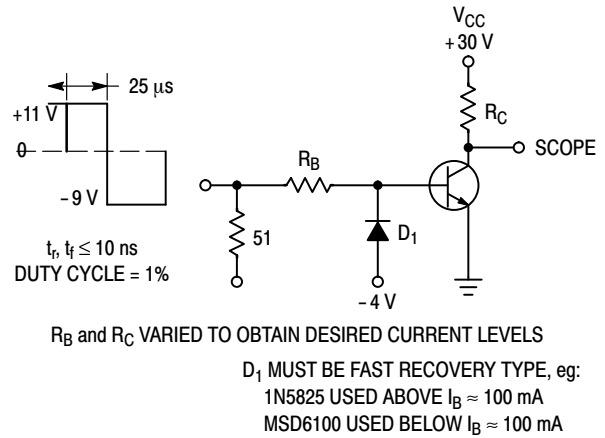 V_CC
+30 V
25 μs
+11 V
R_C
0
R_B
SCOPE
−9 V
51
D_1
t_r, t_f ≤ 10 ns
DUTY CYCLE = 1%
−4 V
R_B and R_C VARIED TO OBTAIN DESIRED CURRENT LEVELS
D_1 MUST BE FAST RECOVERY TYPE, eg:
1N5825 USED ABOVE I_B ≈ 100 mA
MSD6100 USED BELOW I_B ≈ 100 mA